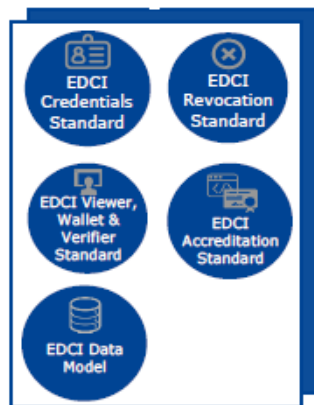 EDCI
Credentials
Standard
EDCI
Revocation
Standard
EDCI Viewer,
Wallet &
Verifier
Standard
EDCI
Accreditation
Standard
EDCI Data
Model